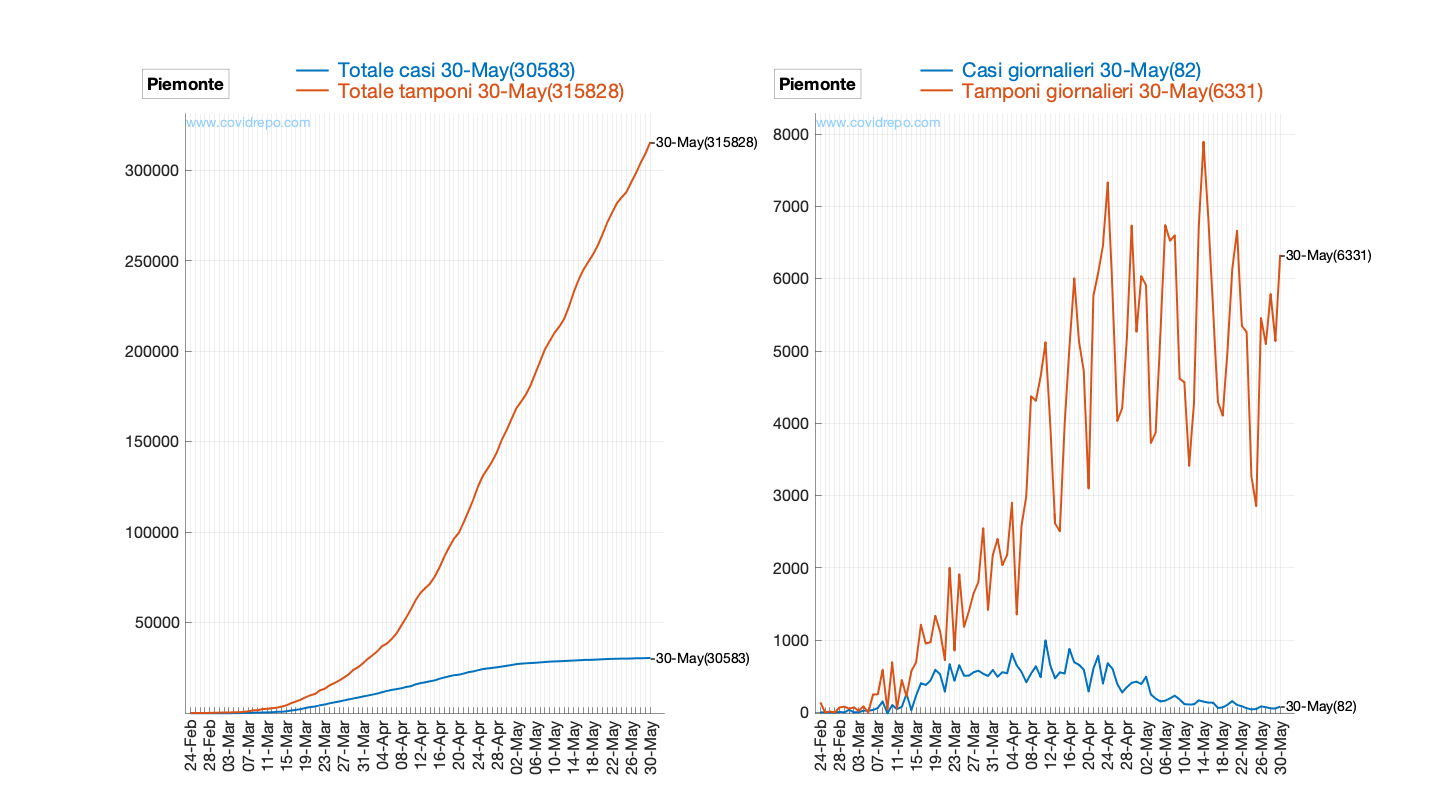 Piemonte
Totale casi 30-May(30583)
Totale tamponi 30-May(315828)
www.covidrepo.com
30-May(315828)
300000
250000
200000
150000
100000
50000
30-May(30583)
24-Feb
28-Feb
03-Mar
07-Mar
11-Mar
15-Mar
19-Mar
23-Mar
27-Mar
31-Mar
04-Apr
08-Apr
12-Apr
16-Apr
20-Apr
24-Apr
28-Apr
02-May
06-May
10-May
14-May
18-May
22-May
26-May
30-May
Piemonte
Casi giornalieri 30-May(82)
Tamponi giornalieri 30-May(6331)
www.covidrepo.com
8000
7000
6000
5000
4000
3000
2000
1000
0
30-May(6331)
30-May(82)
24-Feb
28-Feb
03-Mar
07-Mar
11-Mar
15-Mar
19-Mar
23-Mar
27-Mar
31-Mar
04-Apr
08-Apr
12-Apr
16-Apr
20-Apr
24-Apr
28-Apr
02-May
06-May
10-May
14-May
18-May
22-May
26-May
30-May